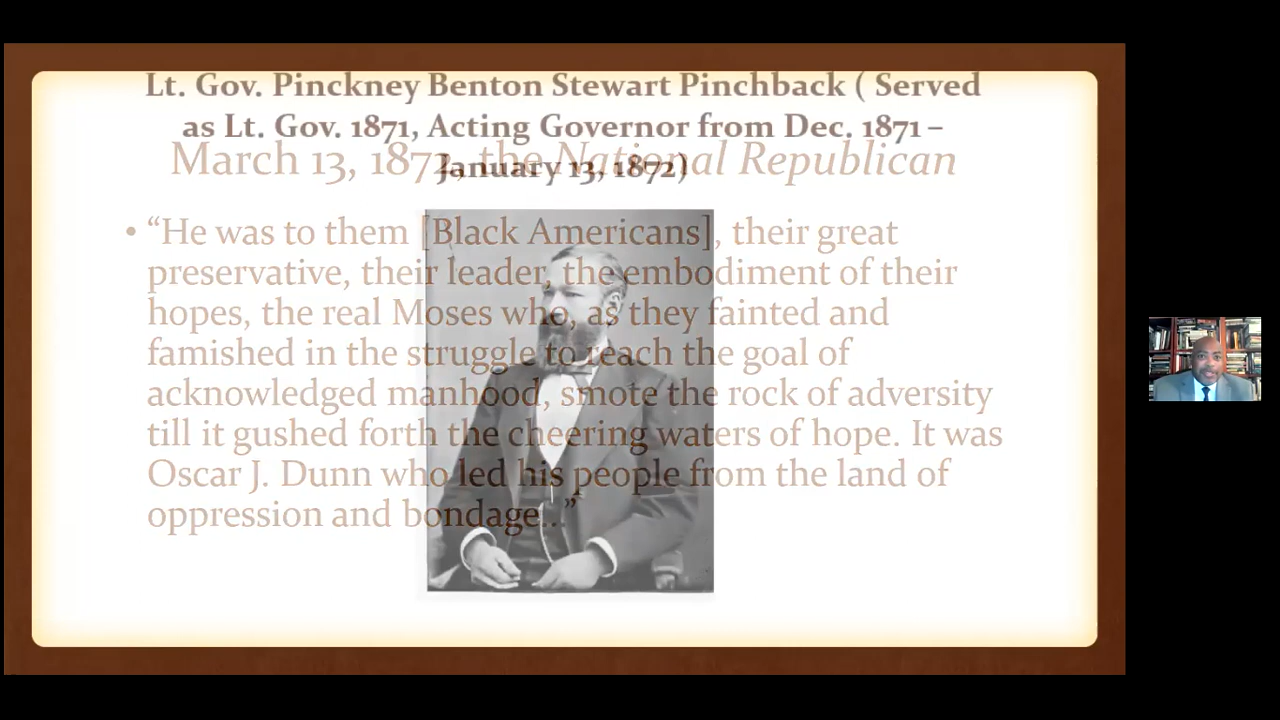 Lt. Gov. Pinckney Benton Stewart Pinchback ( Served
as Lt. Gov. 1871, Acting Governor from Dec. 1871 –
January 13, 1872)
March 13, 1872, the National Republican
• “He was to them [Black Americans], their great
preservative, their leader, the embodiment of their
hopes, the real Moses who, as they fainted and
famished in the struggle to reach the goal of
acknowledged manhood, smote the rock of adversity
till it gushed forth the cheering waters of hope. It was
Oscar J. Dunn who led his people from the land of
oppression and bondage…”